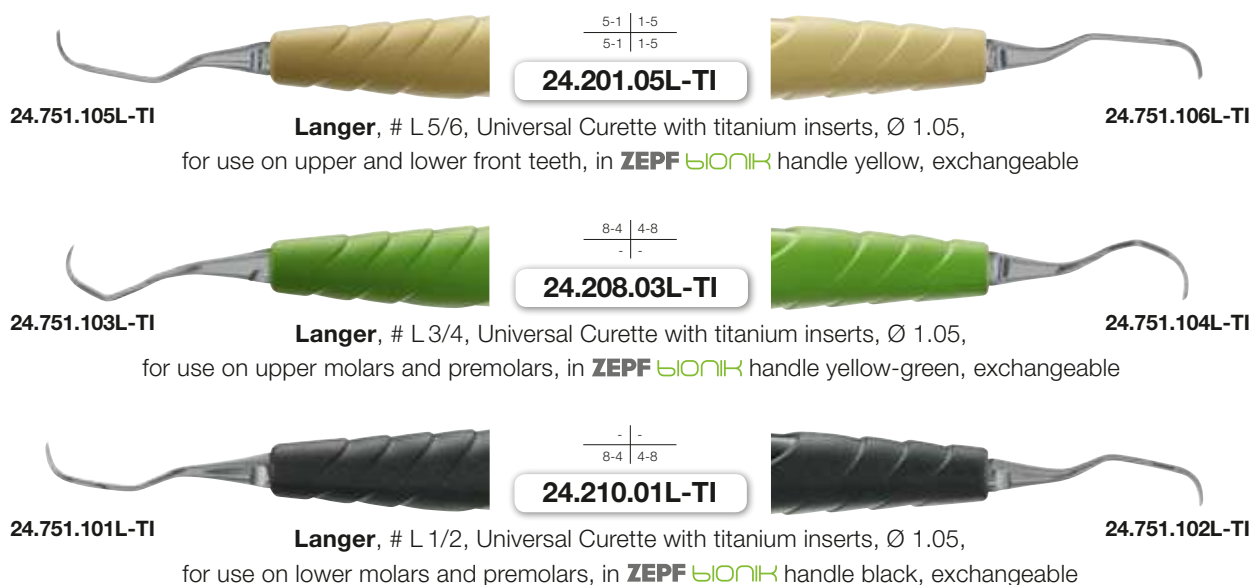 5-1 | 1-5
5-1 | 1-5
24.201.05L-TI
24.751.105L-TI
24.751.106L-TI
Langer, # L 5/6, Universal Curette with titanium inserts, Ø 1.05,
for use on upper and lower front teeth, in ZEPF bionik handle yellow, exchangeable
8-4 | 4-8
- | -
24.208.03L-TI
24.751.103L-TI
24.751.104L-TI
Langer, # L 3/4, Universal Curette with titanium inserts, Ø 1.05,
for use on upper molars and premolars, in ZEPF bionik handle yellow-green, exchangeable
- | -
8-4 | 4-8
24.210.01L-TI
24.751.101L-TI
24.751.102L-TI
Langer, # L 1/2, Universal Curette with titanium inserts, Ø 1.05,
for use on lower molars and premolars, in ZEPF bionik handle black, exchangeable